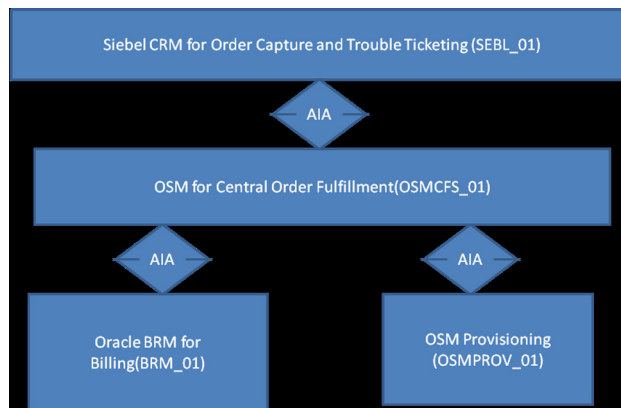 Siebel CRM for Order Capture and Trouble Ticketing (SEBL_01)
AIA
OSM for Central Order Fulfillment(OSMCFS_01)
AIA
AIA
Oracle BRM for
Billing(BRM_01)
OSM Provisioning
(OSMPROV_01)